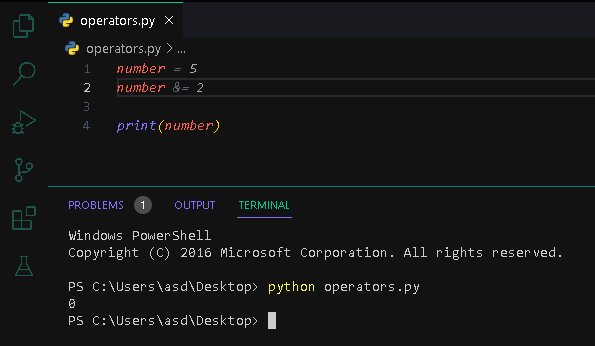 operators.py ×
operators.py > ...
1 number = 5
2 number &= 2
3
4 print(number)
PROBLEMS 1 OUTPUT TERMINAL
Windows PowerShell
Copyright (C) 2016 Microsoft Corporation. All rights reserved.
PS C:\Users\asd\Desktop> python operators.py
0
PS C:\Users\asd\Desktop>